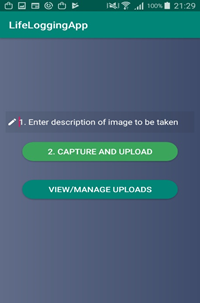 100% 21:29
LifeLoggingApp
1. Enter description of image to be taken
2. CAPTURE AND UPLOAD
VIEW/MANAGE UPLOADS